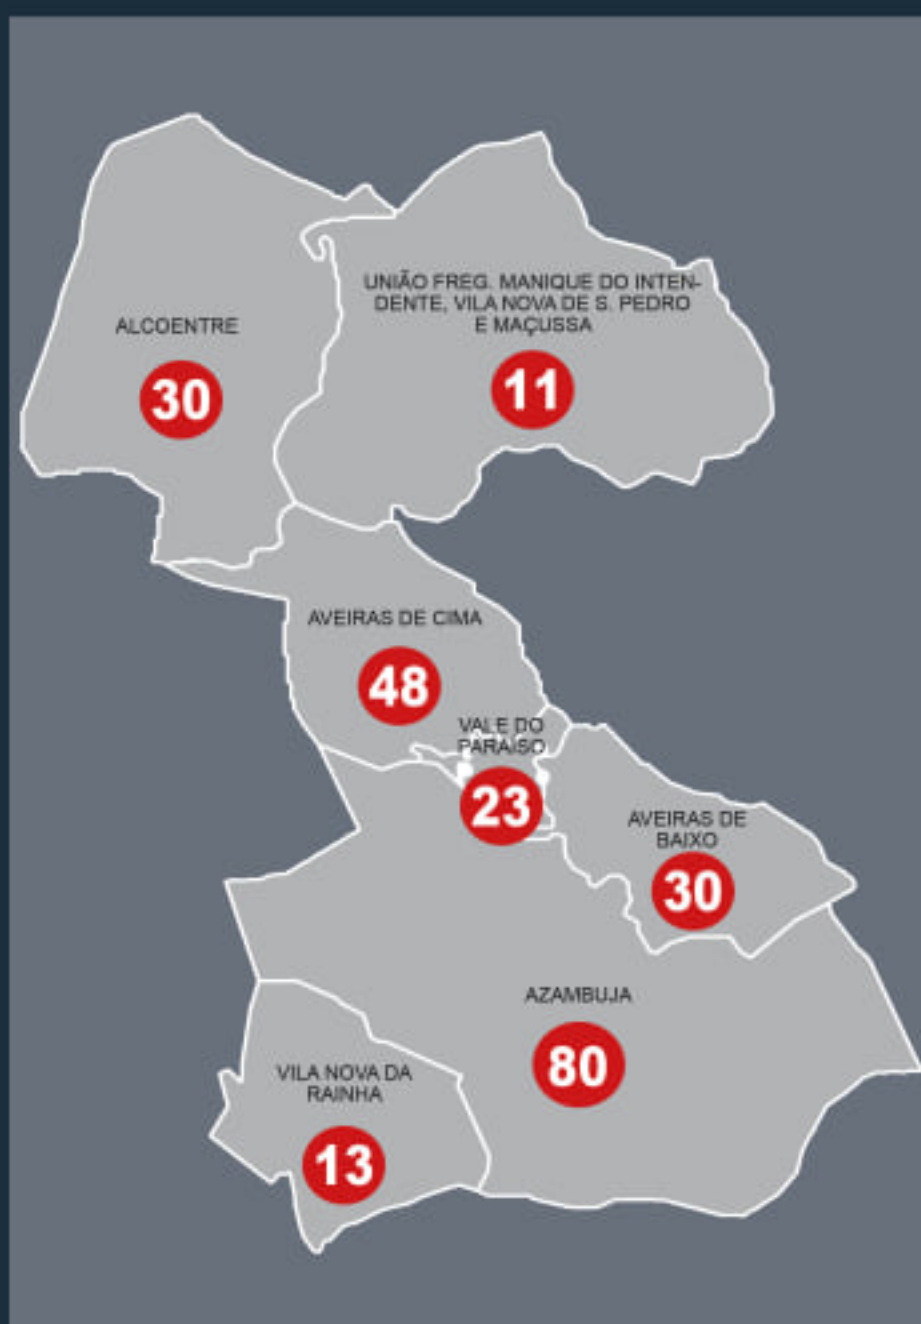 UNIÃO FREG. MANIQUE DO INTEN-
DENTE, VILA NOVA DE S. PEDRO
E MAÇUSSA
11
ALCOENTRE
30
AVEIRAS DE CIMA
48
VALE DO
PARAÍSO
23
AVEIRAS DE
BAIXO
30
AZAMBUJA
80
VILA NOVA DA
RAINHA
13